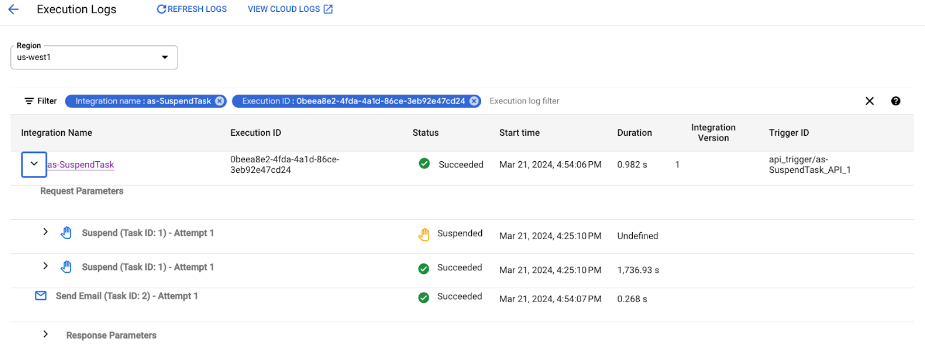 Execution Logs REFRESH LOGS VIEW CLOUD LOGS
Region
us-west1
Filter Integration name : as-SuspendTask Execution ID : 0beea8e2-4fda-4a1d-86ce-3eb92e47cd24 Execution log filter
Integration Name Execution ID Status Start time Duration Integration Version Trigger ID
as-SuspendTask 0beea8e2-4fda-4a1d-86ce-3eb92e47cd24 Succeeded Mar 21, 2024, 4:54:06 PM 0.982 s 1 api_trigger/as-SuspendTask_API_1
Request Parameters
Suspend (Task ID: 1) - Attempt 1 Suspended Mar 21, 2024, 4:25:10 PM Undefined
Suspend (Task ID: 1) - Attempt 1 Succeeded Mar 21, 2024, 4:25:10 PM 1,736.93 s
Send Email (Task ID: 2) - Attempt 1 Succeeded Mar 21, 2024, 4:54:07 PM 0.268 s
Response Parameters